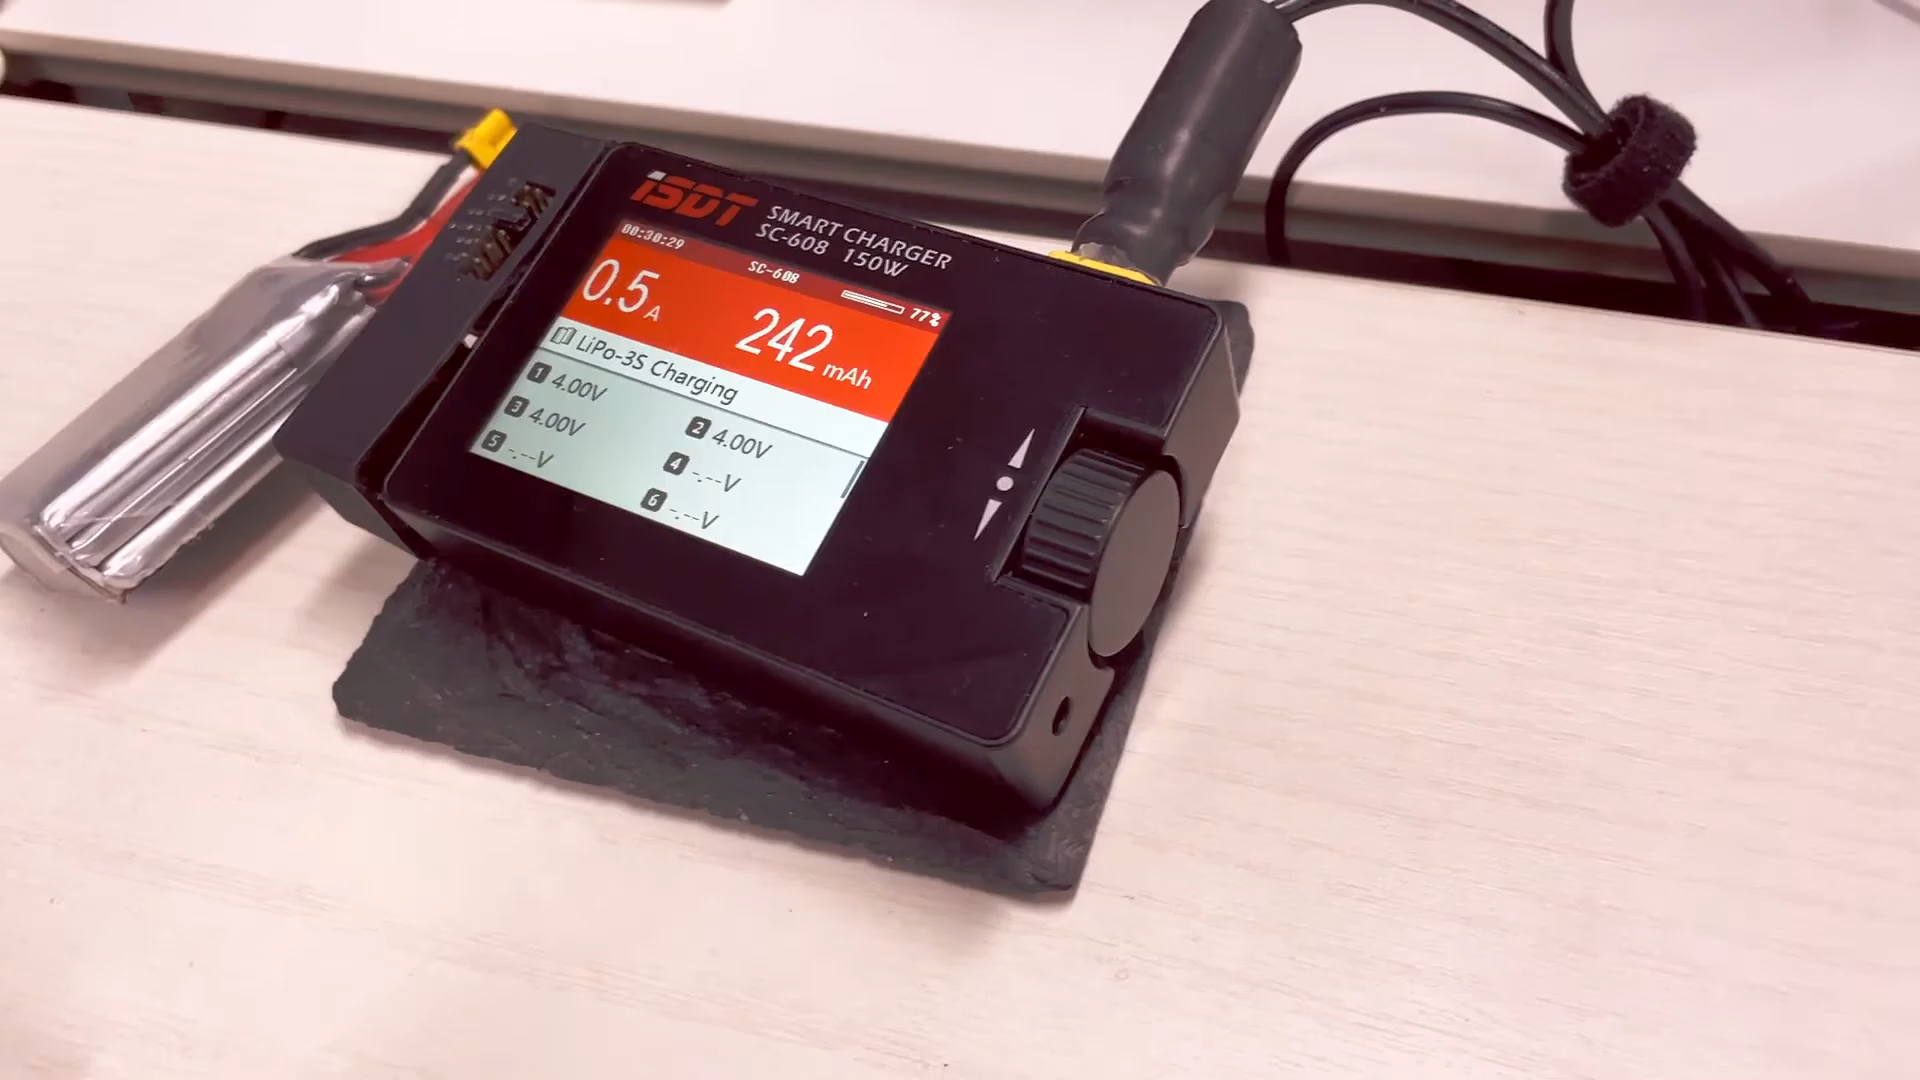 iSDT SMART CHARGER
SC-608 150W
00:30:29
SC-608
77%
0.5A
242mAh
LiPo-3S Charging
1 4.00V
2 4.00V
3 4.00V
4 -.--V
5 -.--V
6 -.--V